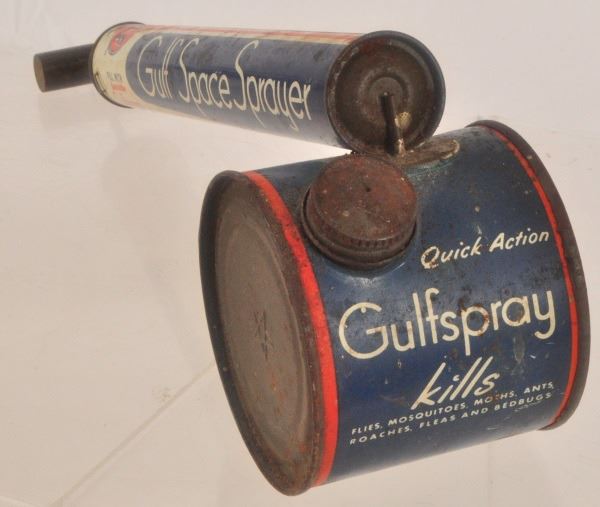 Gulf Space Sprayer
Quick Action
Gulfspray
kills
FLIES, MOSQUITOES, MOTHS, ANTS,
ROACHES, FLEAS AND BEDBUGS